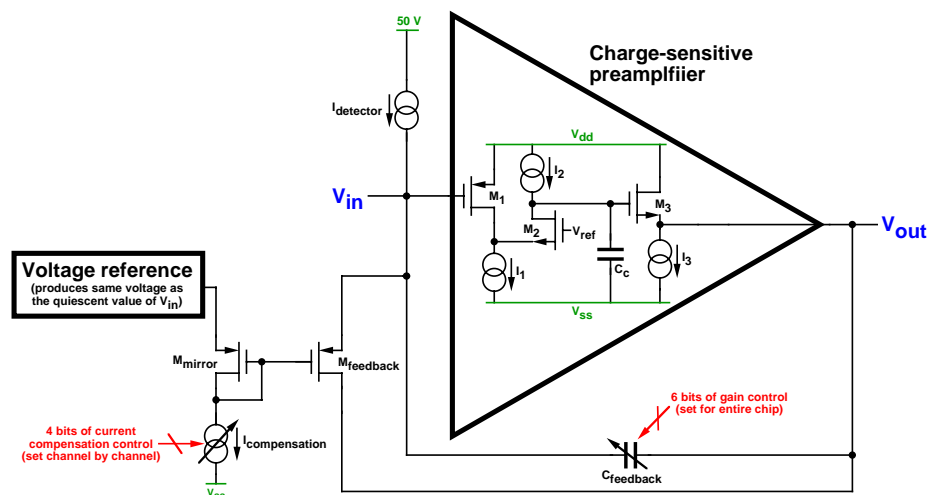 50 V
Charge-sensitive
preamplfiier
Idetector
Vdd
I2
M1
M3
Vin
M2
Vref
Vout
I1
Cc
I3
Vss
Voltage reference
(produces same voltage as
the quiescent value of Vin)
Mmirror
Mfeedback
6 bits of gain control
(set for entire chip)
4 bits of current
compensation control
(set channel by channel)
Icompensation
Cfeedback